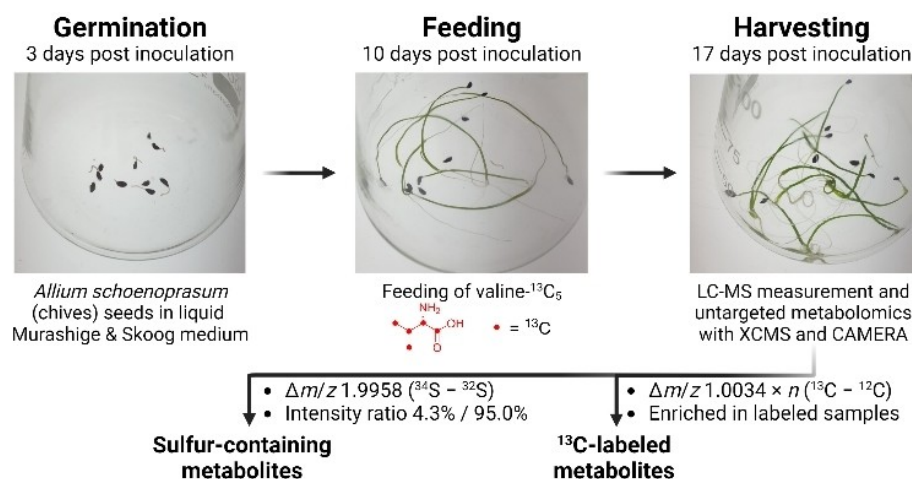 Germination
3 days post inoculation
Feeding
10 days post inoculation
Harvesting
17 days post inoculation
Allium schoenoprasum
(chives) seeds in liquid
Murashige & Skoog medium
Feeding of valine-¹³C₅
NH₂
OH
O
• = ¹³C
LC-MS measurement and
untargeted metabolomics
with XCMS and CAMERA
• Δm/z 1.9958 (³⁴S − ³²S)
• Intensity ratio 4.3% / 95.0%
Sulfur-containing
metabolites
• Δm/z 1.0034 × n (¹³C − ¹²C)
• Enriched in labeled samples
¹³C-labeled
metabolites